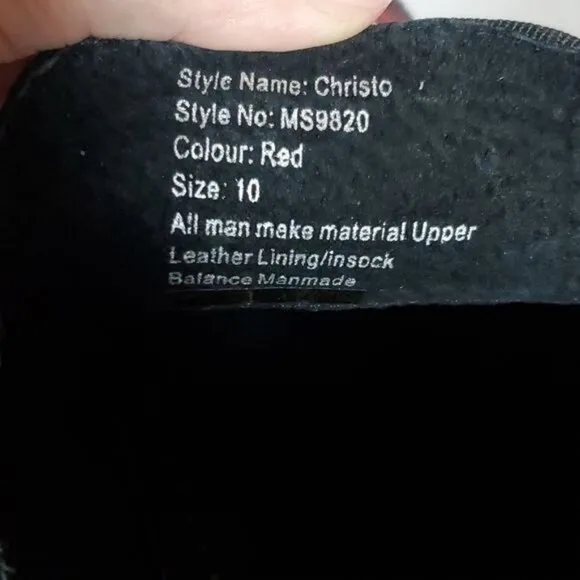 Style Name: Christo
Style No: MS9820
Colour: Red
Size: 10
All man make material Upper
Leather Lining/insock
Balance Manmade